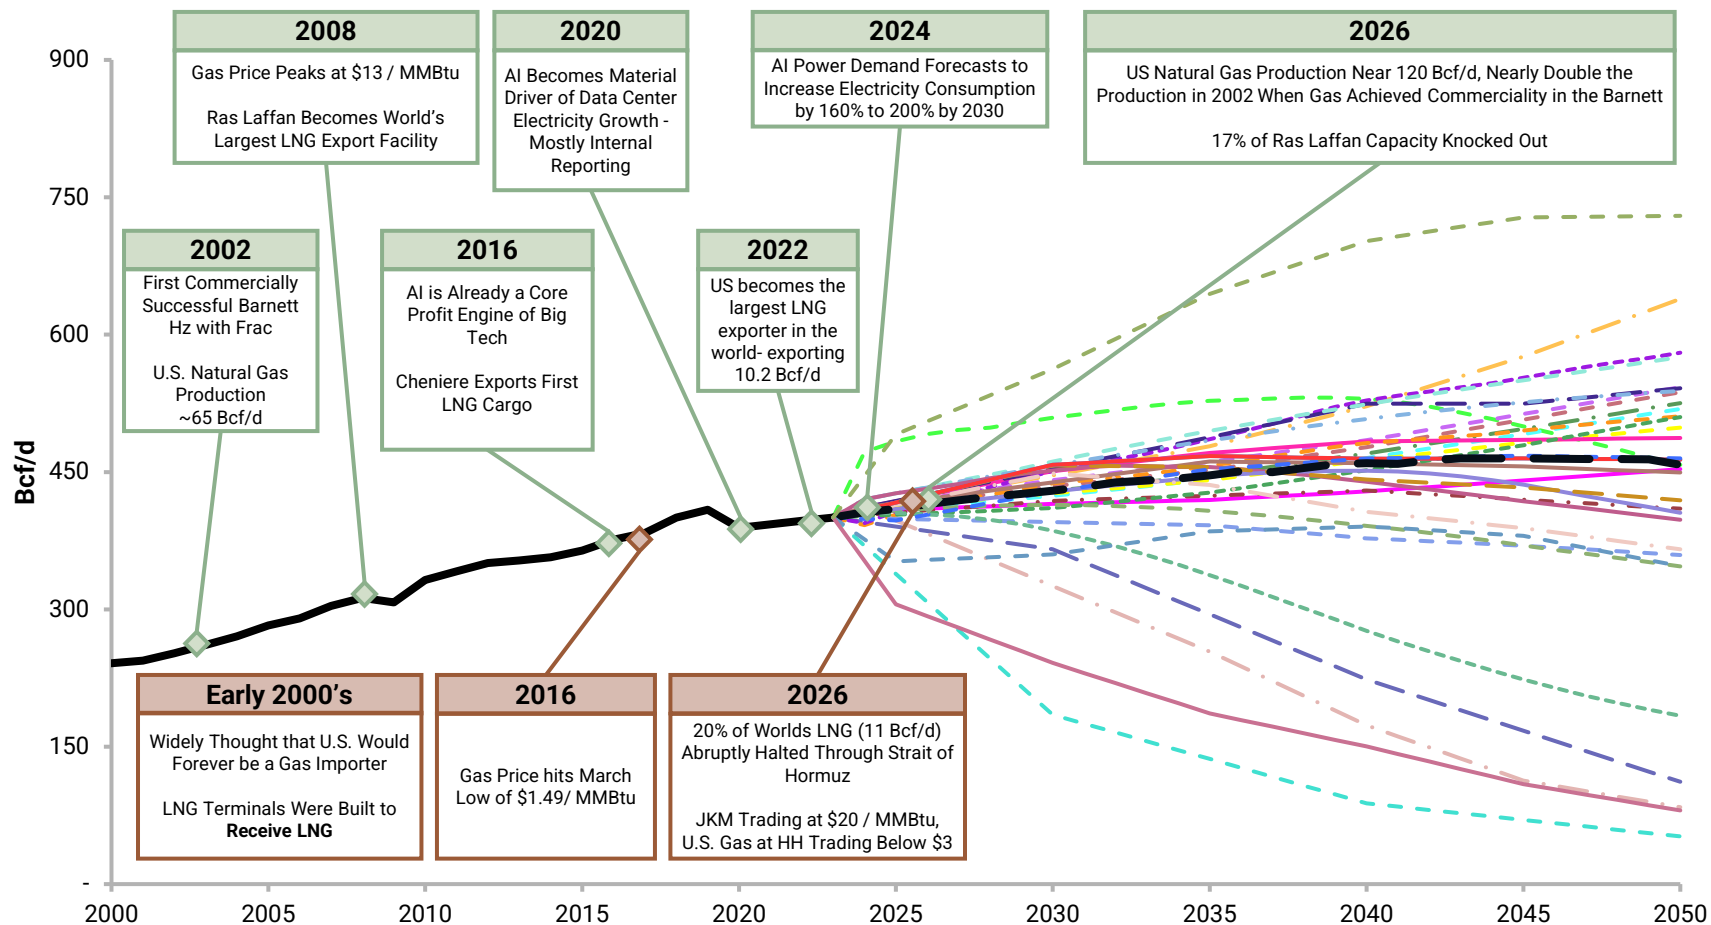 2008
Gas Price Peaks at $13 / MMBtu
Ras Laffan Becomes World's
Largest LNG Export Facility
2020
AI Becomes Material
Driver of Data Center
Electricity Growth -
Mostly Internal
Reporting
2024
AI Power Demand Forecasts to
Increase Electricity Consumption
by 160% to 200% by 2030
2026
US Natural Gas Production Near 120 Bcf/d, Nearly Double the
Production in 2002 When Gas Achieved Commerciality in the Barnett
17% of Ras Laffan Capacity Knocked Out
2002
First Commercially
Successful Barnett
Hz with Frac
U.S. Natural Gas
Production
~65 Bcf/d
2016
AI is Already a Core
Profit Engine of Big
Tech
Cheniere Exports First
LNG Cargo
2022
US becomes the
largest LNG
exporter in the
world- exporting
10.2 Bcf/d
Early 2000's
Widely Thought that U.S. Would
Forever be a Gas Importer
LNG Terminals Were Built to
Receive LNG
2016
Gas Price hits March
Low of $1.49/ MMBtu
2026
20% of Worlds LNG (11 Bcf/d)
Abruptly Halted Through Strait of
Hormuz
JKM Trading at $20 / MMBtu,
U.S. Gas at HH Trading Below $3
Bcf/d
900
750
600
450
300
150
-
2000 2005 2010 2015 2020 2025 2030 2035 2040 2045 2050